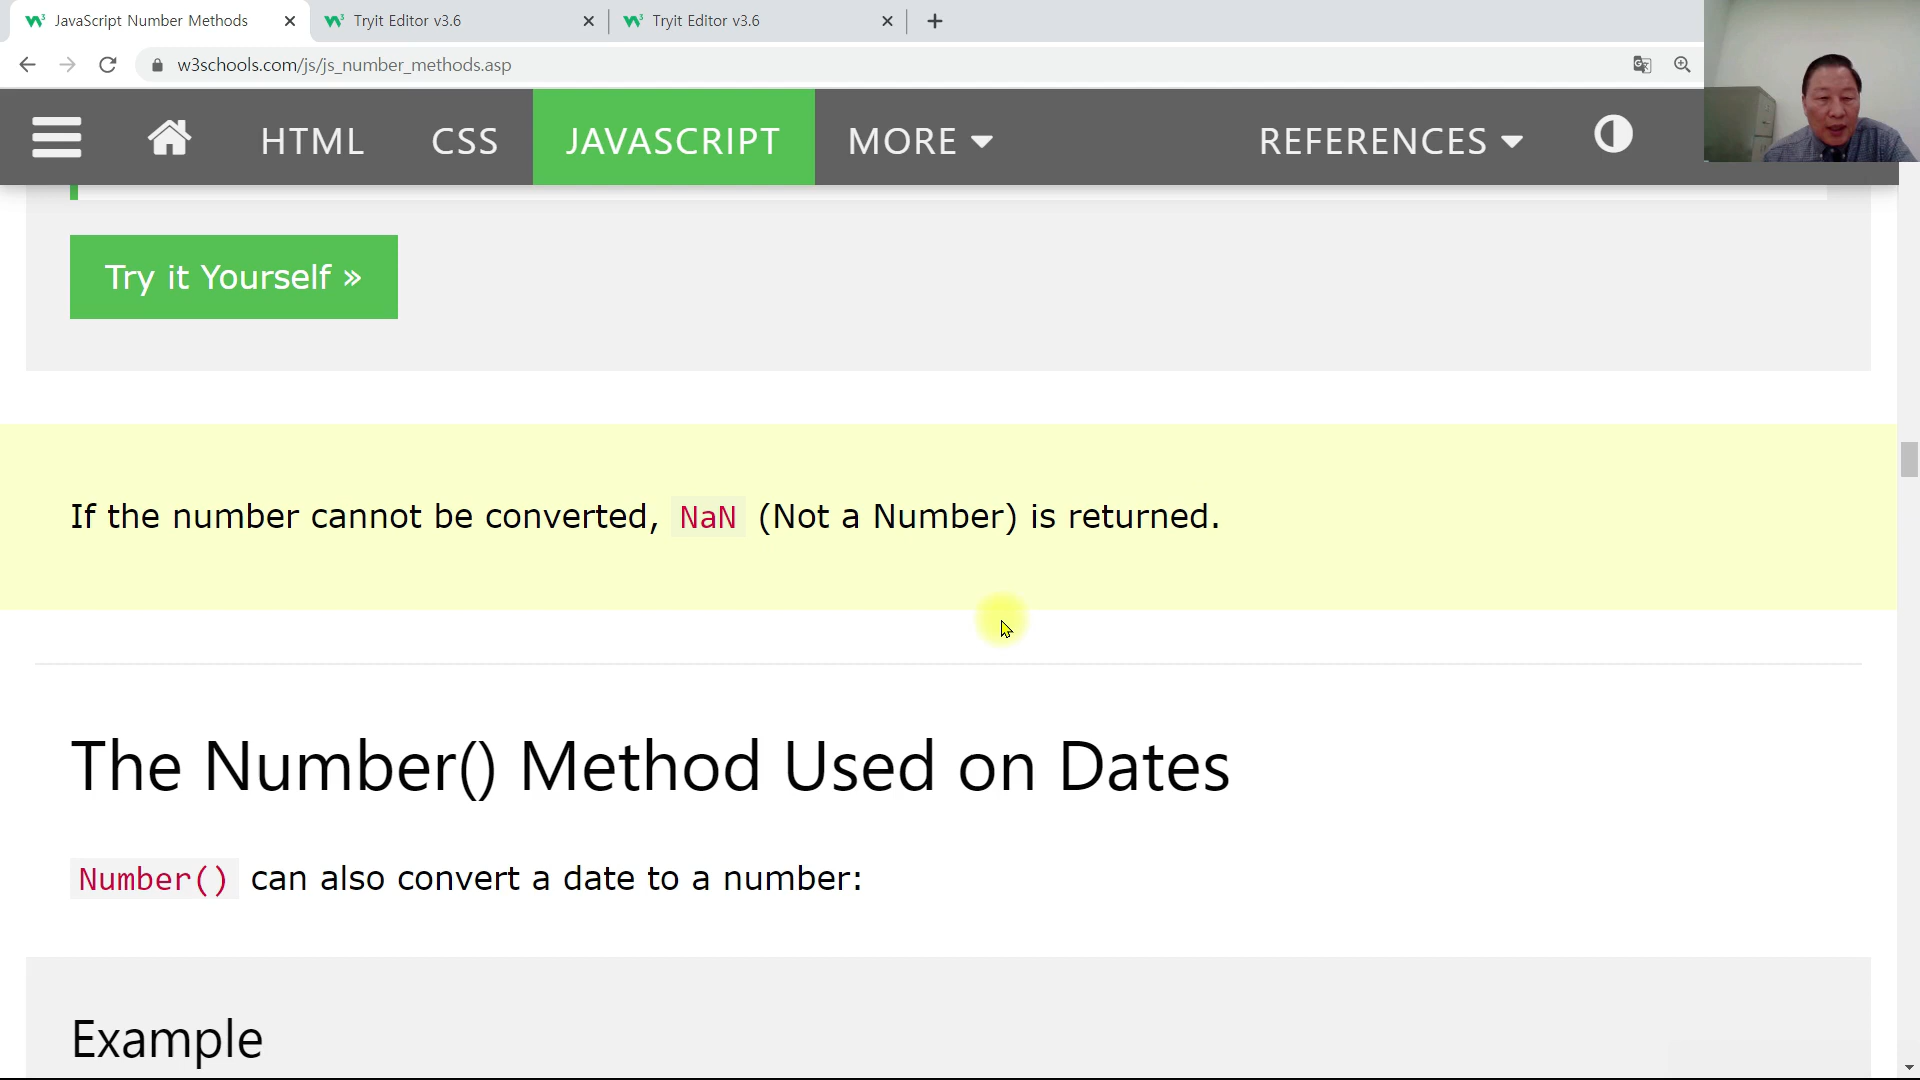 JavaScript Number Methods
Tryit Editor v3.6
Tryit Editor v3.6
w3schools.com/js/js_number_methods.asp
HTML CSS JAVASCRIPT MORE REFERENCES
Try it Yourself »
If the number cannot be converted, NaN (Not a Number) is returned.
The Number() Method Used on Dates
Number() can also convert a date to a number:
Example